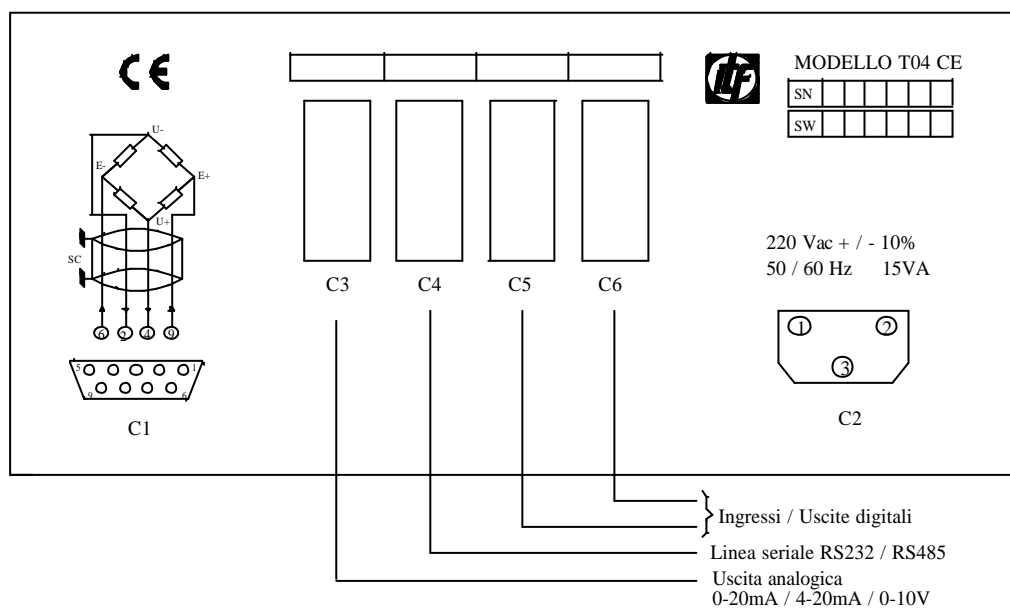 CE
itf
MODELLO T04 CE
SN
SW
U-
E-
E+
U+
SC
6 2 4 9
5 1
9 6
C1
C3 C4 C5 C6
220 Vac + / - 10%
50 / 60 Hz 15VA
1 2
3
C2
Ingressi / Uscite digitali
Linea seriale RS232 / RS485
Uscita analogica
0-20mA / 4-20mA / 0-10V